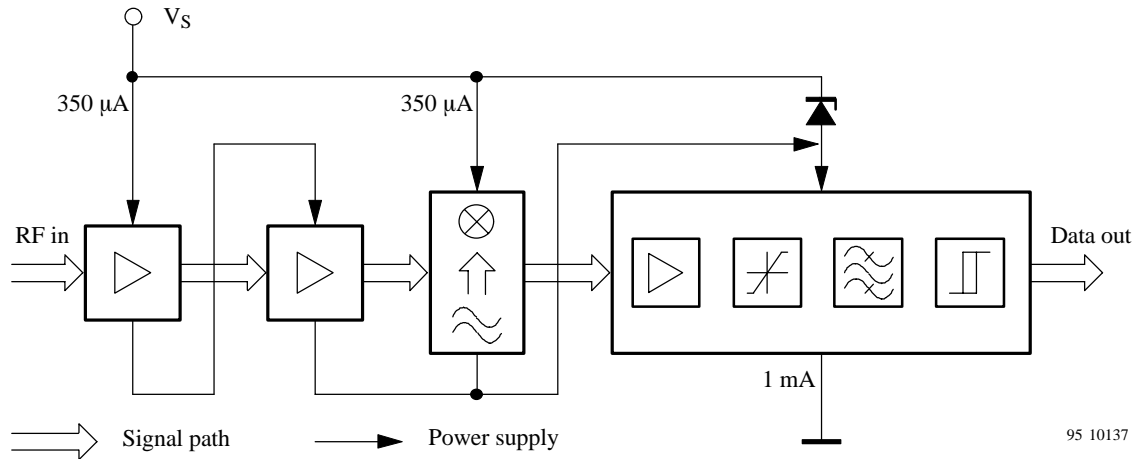 V_S
350 µA
350 µA
RF in
Data out
1 mA
Signal path
Power supply
95 10137